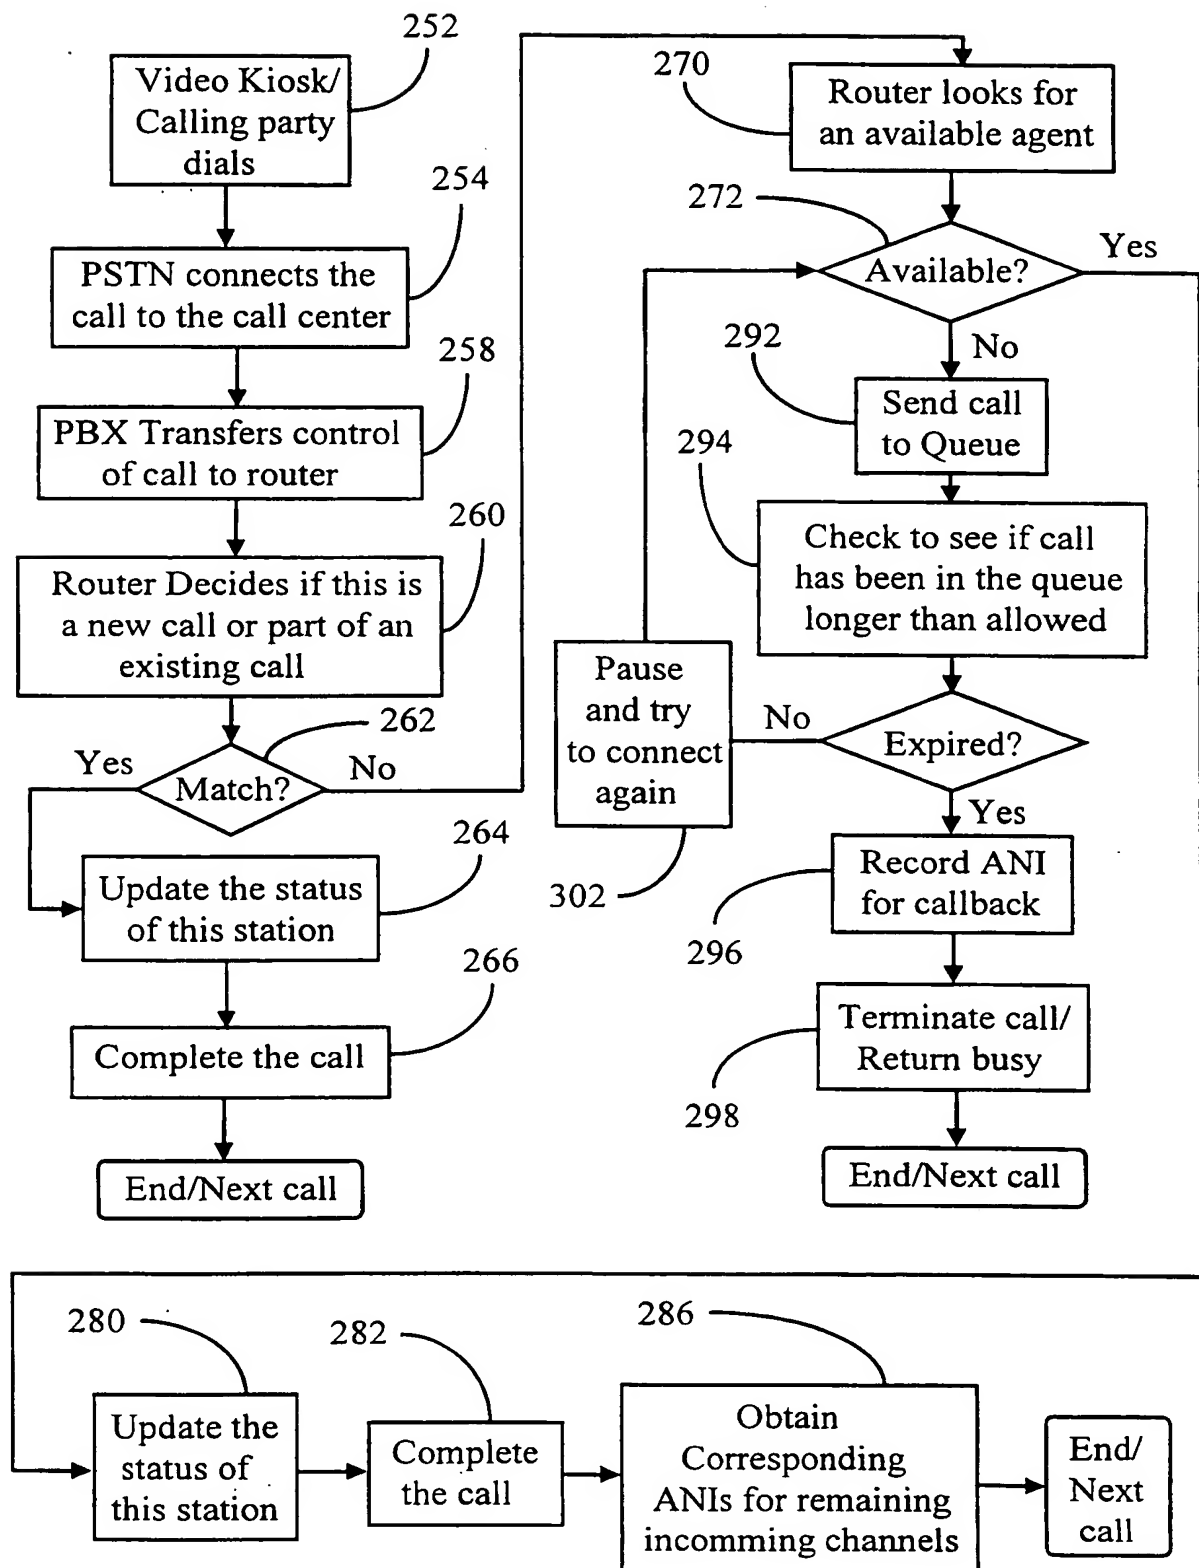 252
Video Kiosk/
Calling party
dials
254
PSTN connects the
call to the call center
258
PBX Transfers control
of call to router
260
Router Decides if this is
a new call or part of an
existing call
262
Yes
Match?
No
264
Update the status
of this station
266
Complete the call
End/Next call
270
Router looks for
an available agent
272
Yes
Available?
No
292
Send call
to Queue
294
Check to see if call
has been in the queue
longer than allowed
Pause
and try
to connect
again
302
No
Expired?
Yes
Record ANI
for callback
296
Terminate call/
Return busy
298
End/Next call
280
Update the
status of
this station
282
Complete
the call
286
Obtain
Corresponding
ANIs for remaining
incomming channels
End/
Next
call